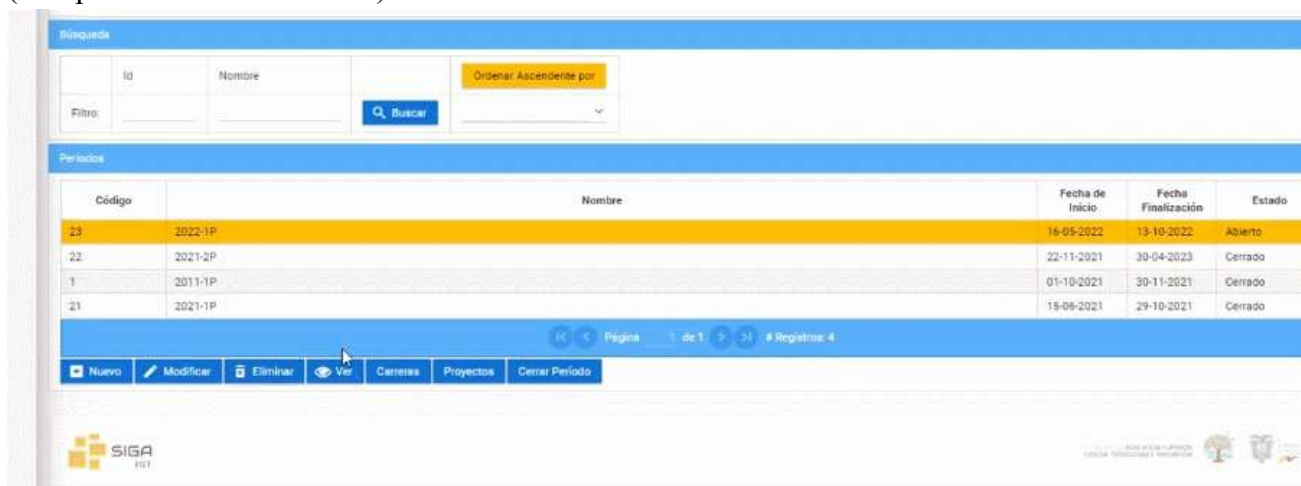 Búsqueda
Id Nombre Ordenar Ascendente por
Filtro: Buscar
Periodos
Código Nombre Fecha de Inicio Fecha Finalización Estado
23 2022-1P 16-05-2022 13-10-2022 Abierto
22 2021-2P 22-11-2021 30-04-2023 Cerrado
1 2011-1P 01-10-2021 30-11-2021 Cerrado
21 2021-1P 15-06-2021 29-10-2021 Cerrado
Página 1 de 1 # Registros: 4
Nuevo Modificar Eliminar Ver Carreras Proyectos Cerrar Período
SIGA